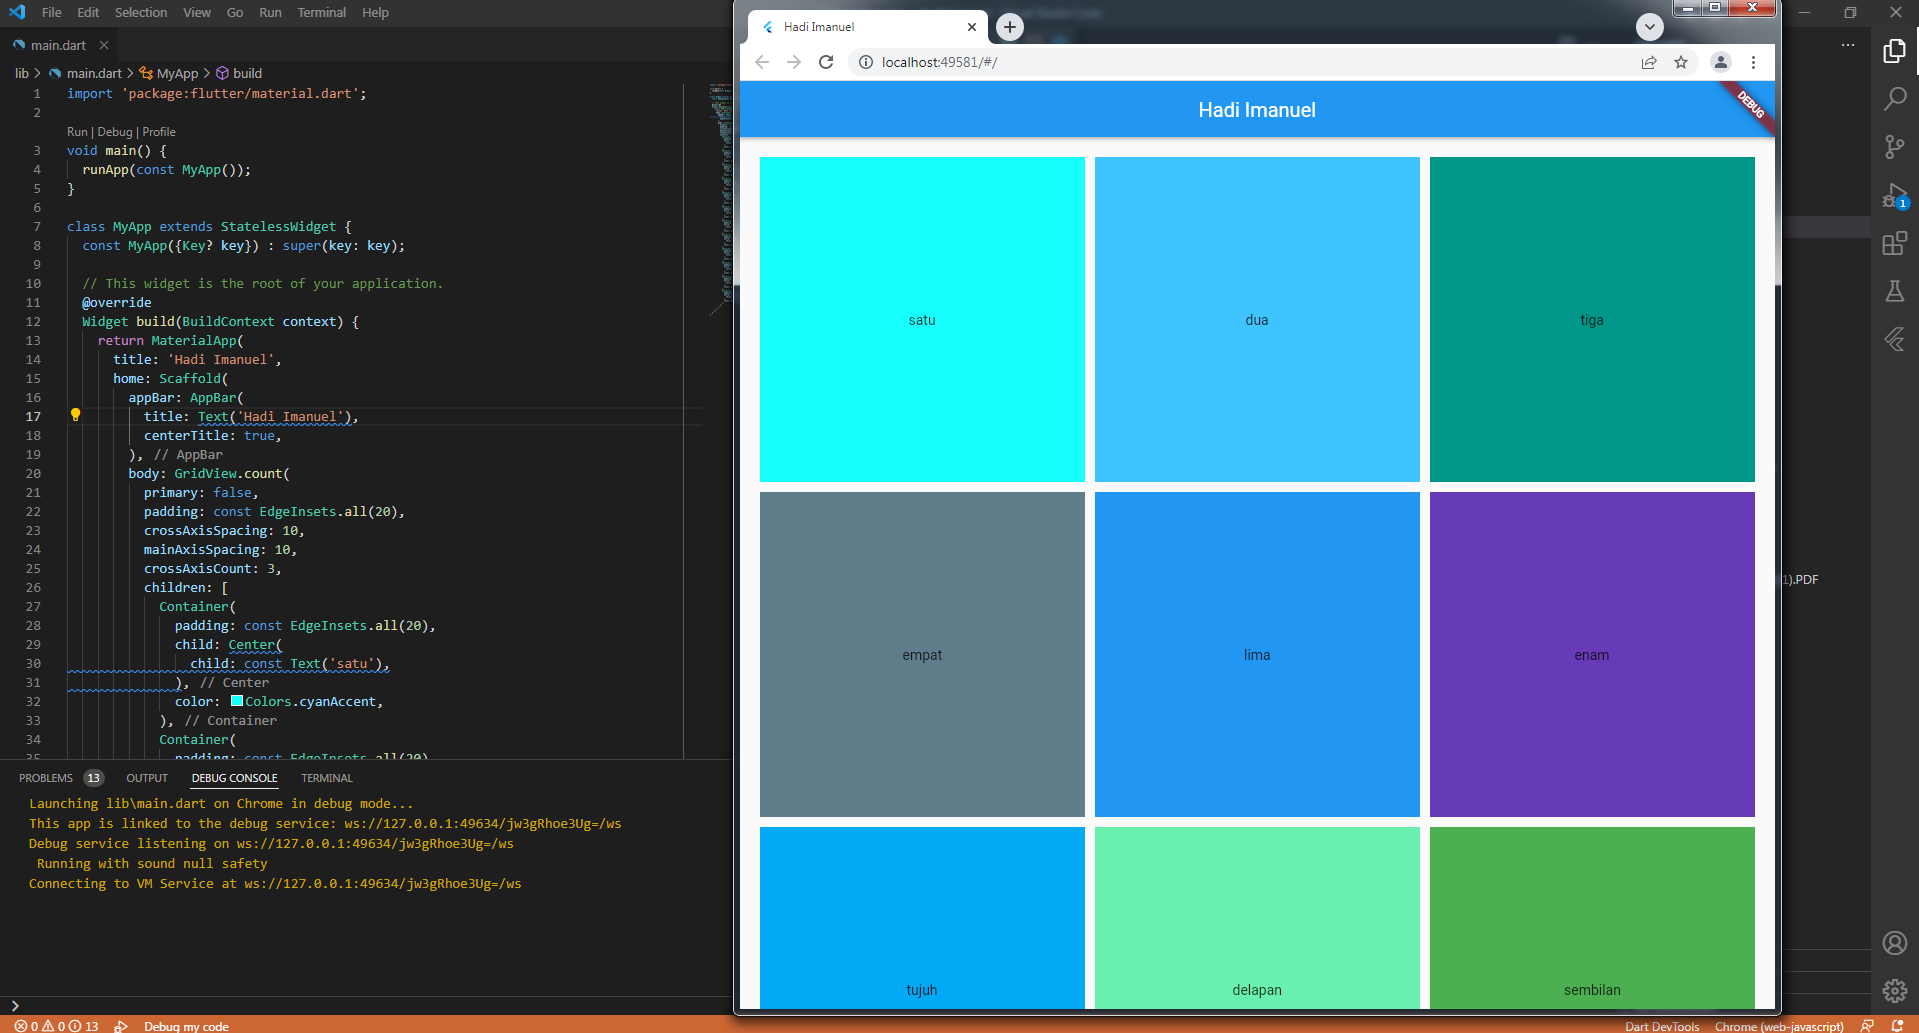 File Edit Selection View Go Run Terminal Help
main.dart
lib > main.dart > MyApp > build
1 import 'package:flutter/material.dart';
2
Run | Debug | Profile
3 void main() {
4 runApp(const MyApp());
5 }
6
7 class MyApp extends StatelessWidget {
8 const MyApp({Key? key}) : super(key: key);
9
10 // This widget is the root of your application.
11 @override
12 Widget build(BuildContext context) {
13 return MaterialApp(
14 title: 'Hadi Imanuel',
15 home: Scaffold(
16 appBar: AppBar(
17 title: Text('Hadi Imanuel'),
18 centerTitle: true,
19 ), // AppBar
20 body: GridView.count(
21 primary: false,
22 padding: const EdgeInsets.all(20),
23 crossAxisSpacing: 10,
24 mainAxisSpacing: 10,
25 crossAxisCount: 3,
26 children: [
27 Container(
28 padding: const EdgeInsets.all(20),
29 child: Center(
30 child: const Text('satu'),
31 ), // Center
32 color: Colors.cyanAccent,
33 ), // Container
34 Container(
35 padding: const EdgeInsets.all(20)
PROBLEMS 13 OUTPUT DEBUG CONSOLE TERMINAL
Launching lib\main.dart on Chrome in debug mode...
This app is linked to the debug service: ws://127.0.0.1:49634/jw3gRhoe3Ug=/ws
Debug service listening on ws://127.0.0.1:49634/jw3gRhoe3Ug=/ws
Running with sound null safety
Connecting to VM Service at ws://127.0.0.1:49634/jw3gRhoe3Ug=/ws
0 0 13 Debug my code
Hadi Imanuel
localhost:49581/#/
Hadi Imanuel
DEBUG
satu dua tiga
empat lima enam
tujuh delapan sembilan
1
1).PDF
Dart DevTools Chrome (web-javascript)